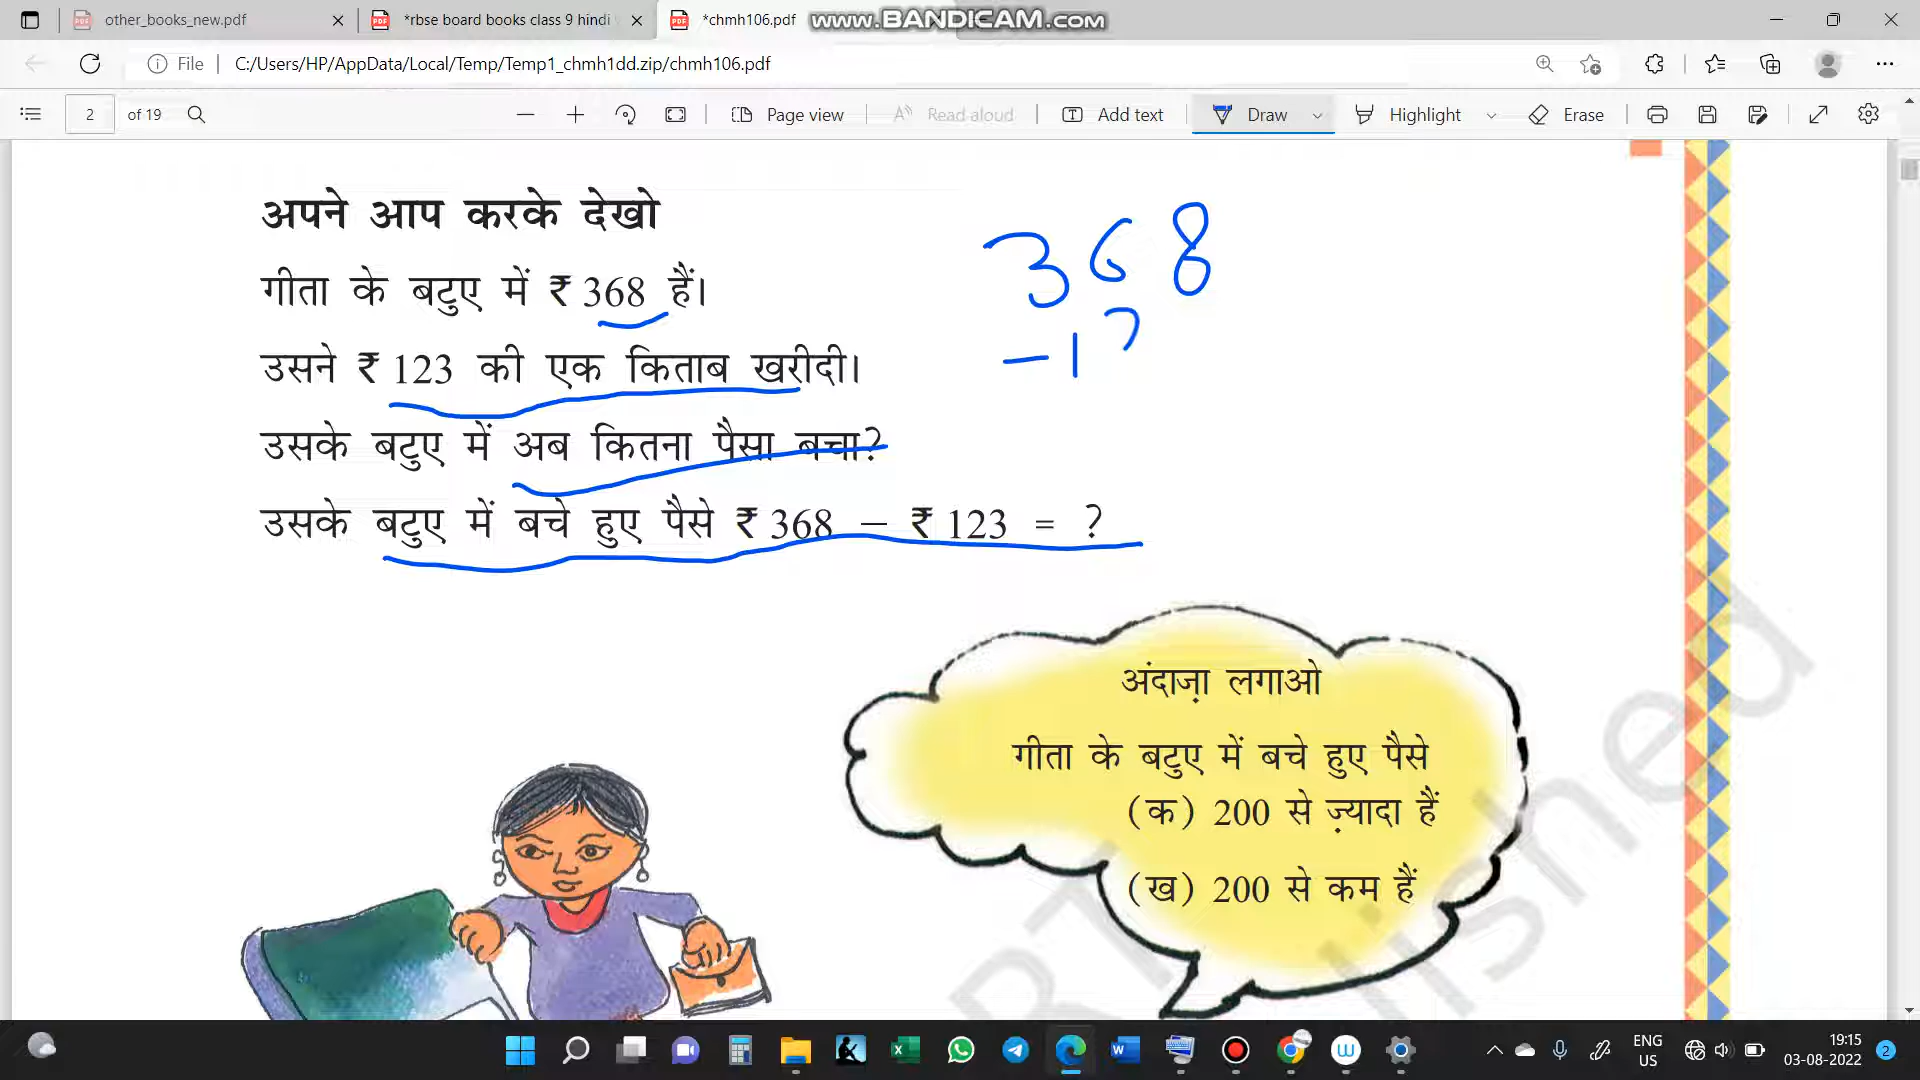 other_books_new.pdf
*rbse board books class 9 hindi
*chmh106.pdf
www.BANDICAM.com
File
C:/Users/HP/AppData/Local/Temp/Temp1_chmh1dd.zip/chmh106.pdf
2 of 19
Page view
Read aloud
Add text
Draw
Highlight
Erase
अपने आप करके देखो
गीता के बटुए में ₹ 368 हैं।
उसने ₹ 123 की एक किताब खरीदी।
उसके बटुए में अब कितना पैसा बचा?
उसके बटुए में बचे हुए पैसे ₹ 368 – ₹ 123 = ?
368
– 1
अंदाज़ा लगाओ
गीता के बटुए में बचे हुए पैसे
(क) 200 से ज़्यादा हैं
(ख) 200 से कम हैं
ENG
US
19:15
03-08-2022
2